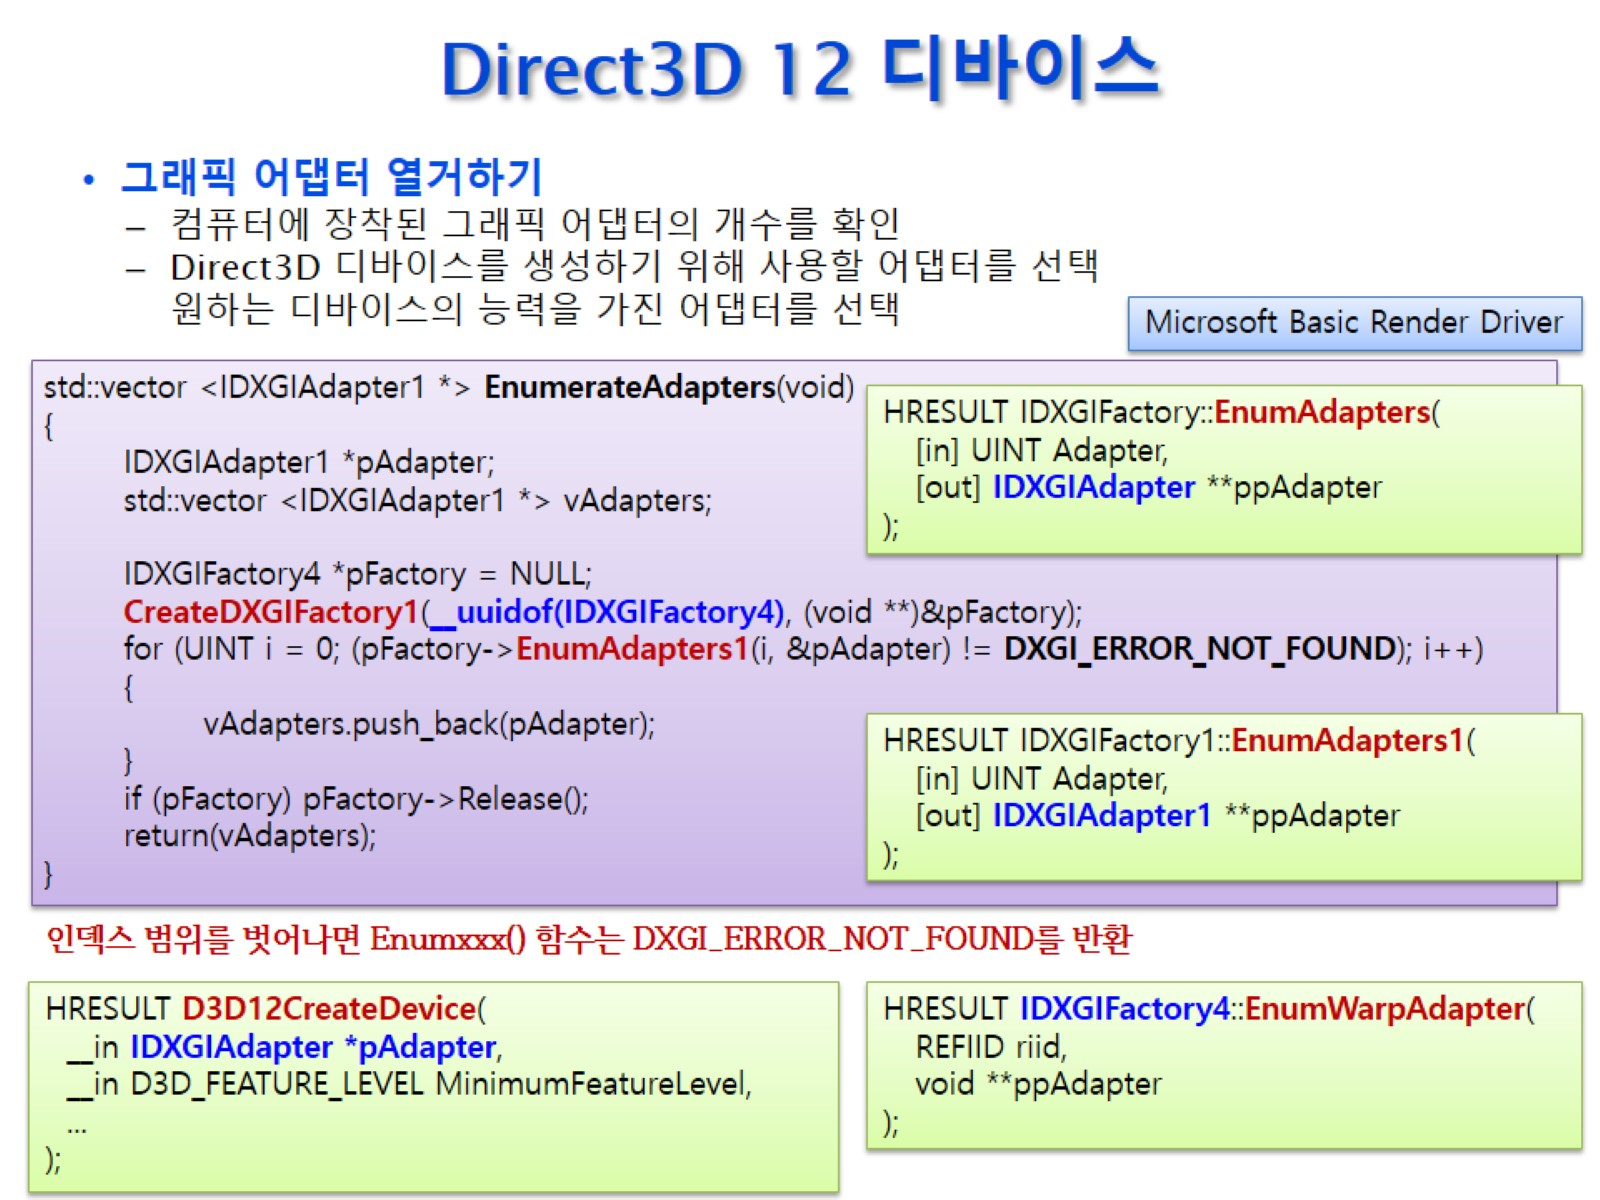 Direct3D 12 디바이스
• 그래픽 어댑터 열거하기
– 컴퓨터에 장착된 그래픽 어댑터의 개수를 확인
– Direct3D 디바이스를 생성하기 위해 사용할 어댑터를 선택
원하는 디바이스의 능력을 가진 어댑터를 선택
Microsoft Basic Render Driver
std::vector <IDXGIAdapter1 *> EnumerateAdapters(void)
{
IDXGIAdapter1 *pAdapter;
std::vector <IDXGIAdapter1 *> vAdapters;
IDXGIFactory4 *pFactory = NULL;
CreateDXGIFactory1(__uuidof(IDXGIFactory4), (void **)&pFactory);
for (UINT i = 0; (pFactory->EnumAdapters1(i, &pAdapter) != DXGI_ERROR_NOT_FOUND); i++)
{
vAdapters.push_back(pAdapter);
}
if (pFactory) pFactory->Release();
return(vAdapters);
}
HRESULT IDXGIFactory::EnumAdapters(
[in] UINT Adapter,
[out] IDXGIAdapter **ppAdapter
);
HRESULT IDXGIFactory1::EnumAdapters1(
[in] UINT Adapter,
[out] IDXGIAdapter1 **ppAdapter
);
인덱스 범위를 벗어나면 Enumxxx() 함수는 DXGI_ERROR_NOT_FOUND를 반환
HRESULT D3D12CreateDevice(
__in IDXGIAdapter *pAdapter,
__in D3D_FEATURE_LEVEL MinimumFeatureLevel,
...
);
HRESULT IDXGIFactory4::EnumWarpAdapter(
REFIID riid,
void **ppAdapter
);